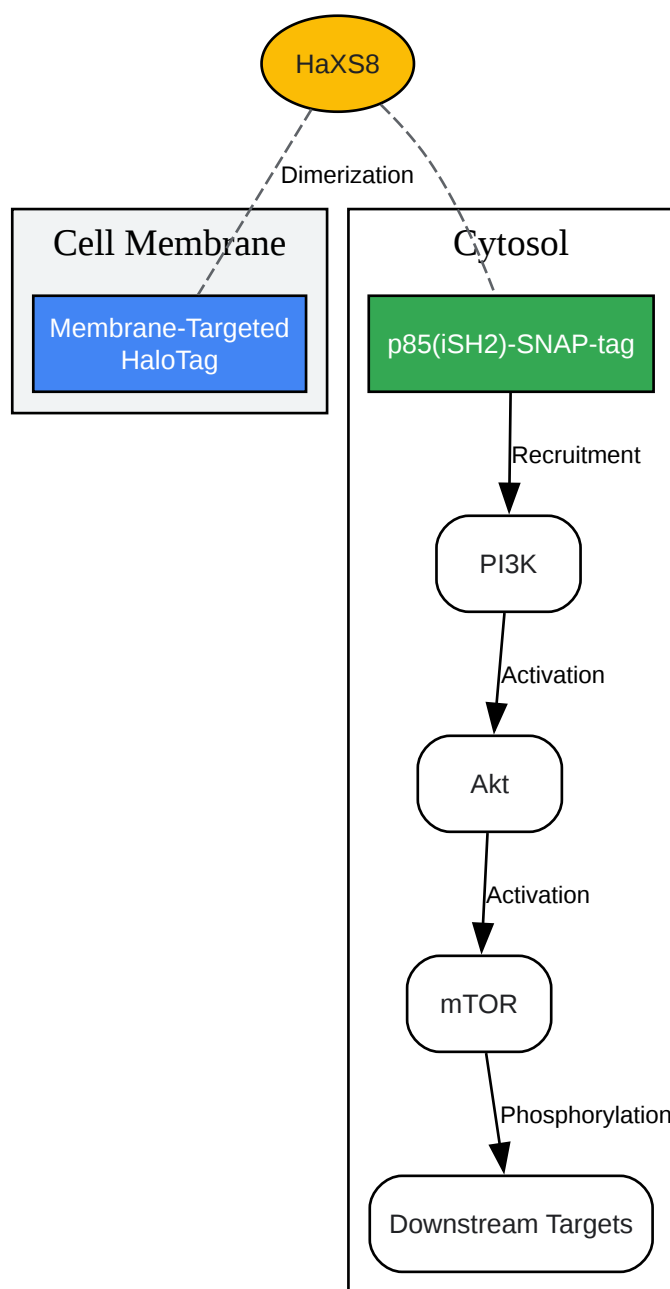 HaXS8
Dimerization
Cell Membrane
Cytosol
Membrane-Targeted
HaloTag
p85(iSH2)-SNAP-tag
Recruitment
PI3K
Activation
Akt
Activation
mTOR
Phosphorylation
Downstream Targets